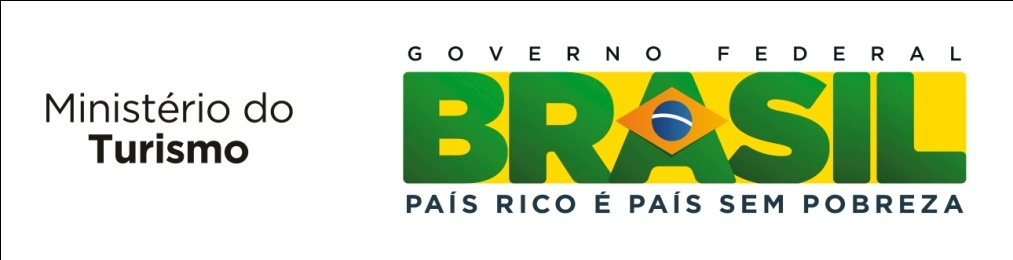 Ministério do
Turismo
GOVERNO FEDERAL
BRASIL
PAÍS RICO É PAÍS SEM POBREZA